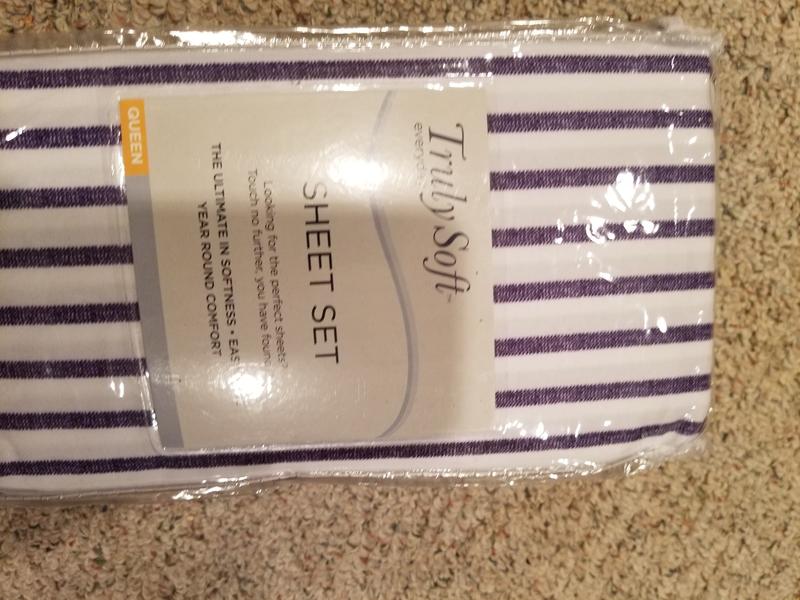 Truly Soft
everyday
SHEET SET
Looking for the perfect sheets?
Touch no further, you have found
THE ULTIMATE IN SOFTNESS •
YEAR ROUND COMFORT
QUEEN